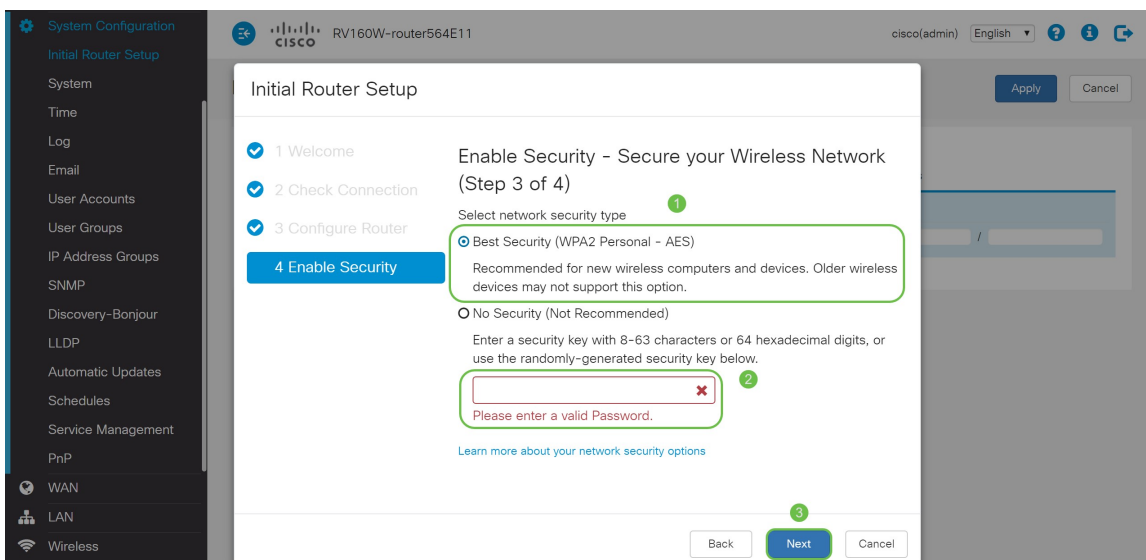 System Configuration
Initial Router Setup
System
Time
Log
Email
User Accounts
User Groups
IP Address Groups
SNMP
Discovery-Bonjour
LLDP
Automatic Updates
Schedules
Service Management
PnP
WAN
LAN
Wireless
CISCO RV160W-router564E11
cisco(admin) English ? i
Apply Cancel
Initial Router Setup
1 Welcome
2 Check Connection
3 Configure Router
4 Enable Security
Enable Security - Secure your Wireless Network
(Step 3 of 4)
Select network security type
1
Best Security (WPA2 Personal - AES)
Recommended for new wireless computers and devices. Older wireless
devices may not support this option.
No Security (Not Recommended)
Enter a security key with 8-63 characters or 64 hexadecimal digits, or
use the randomly-generated security key below.
2
Please enter a valid Password.
Learn more about your network security options
3
Back Next Cancel
/